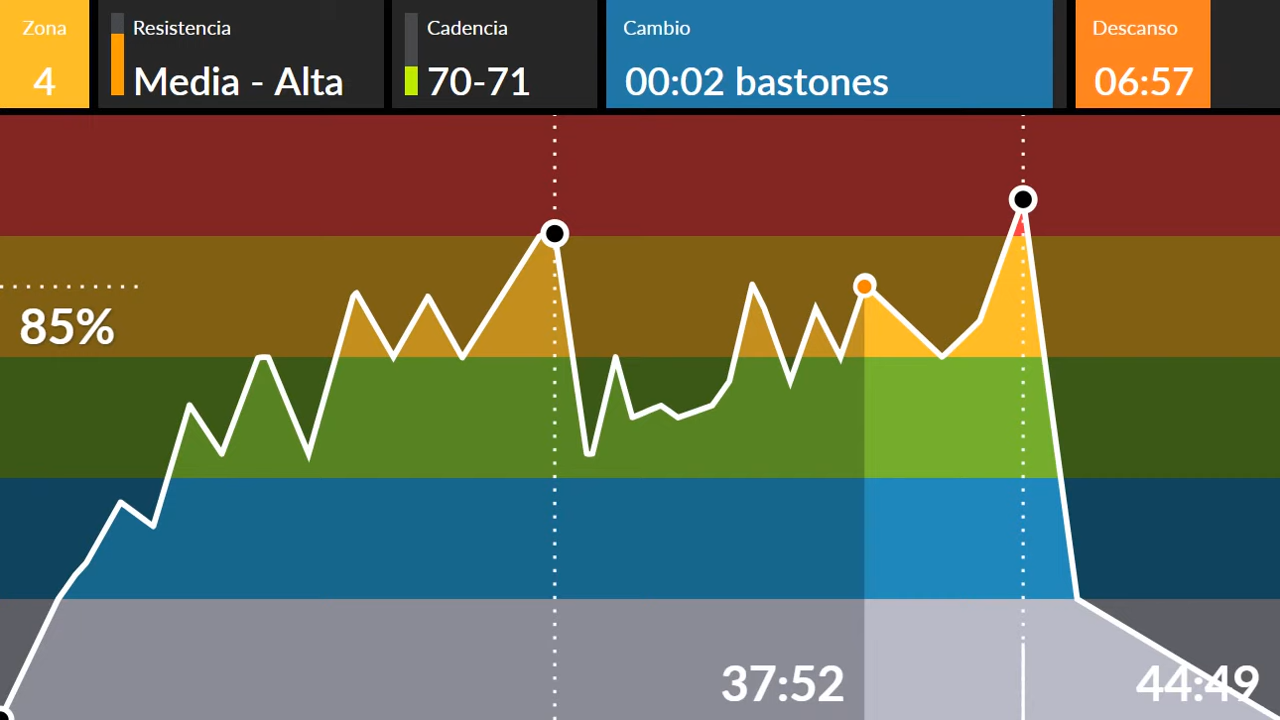 Zona
4
Resistencia
Media - Alta
Cadencia
70-71
Cambio
00:02 bastones
Descanso
06:57
85%
37:52
44:49